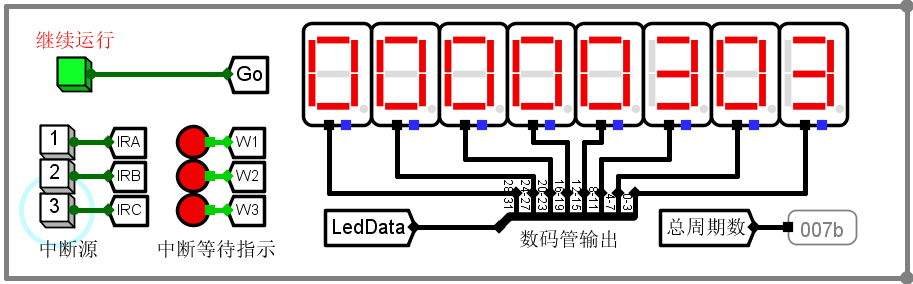 继续运行
Go
00000303
1 IRA W1
2 IRB W2
3 IRC W3
28-31 24-27 20-23 16-19 12-15 8-11 4-7 0-3
LedData
数码管输出
总周期数 007b
中断源
中断等待指示